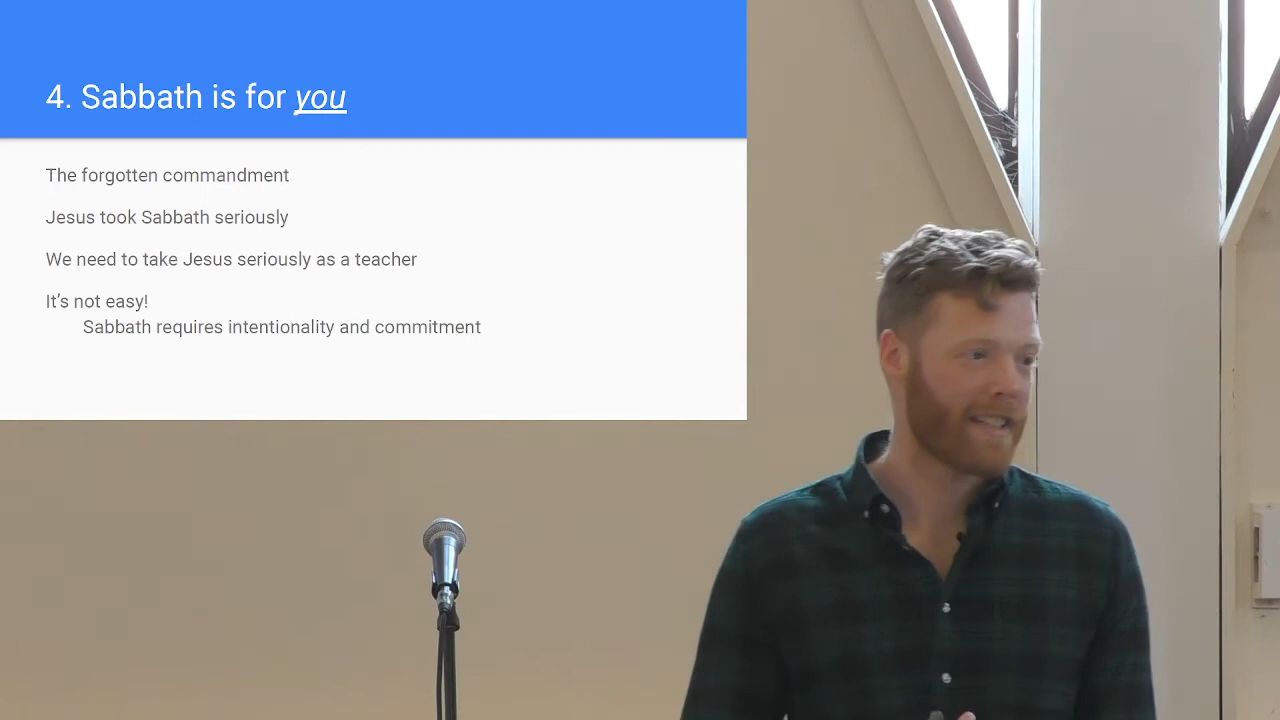 4. Sabbath is for you
The forgotten commandment
Jesus took Sabbath seriously
We need to take Jesus seriously as a teacher
It's not easy!
Sabbath requires intentionality and commitment